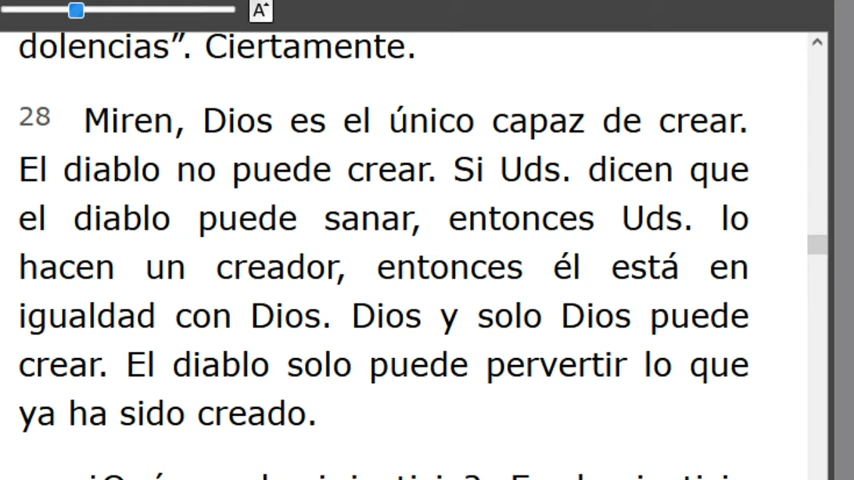 A
dolencias”. Ciertamente.
28 Miren, Dios es el único capaz de crear.
El diablo no puede crear. Si Uds. dicen que
el diablo puede sanar, entonces Uds. lo
hacen un creador, entonces él está en
igualdad con Dios. Dios y solo Dios puede
crear. El diablo solo puede pervertir lo que
ya ha sido creado.